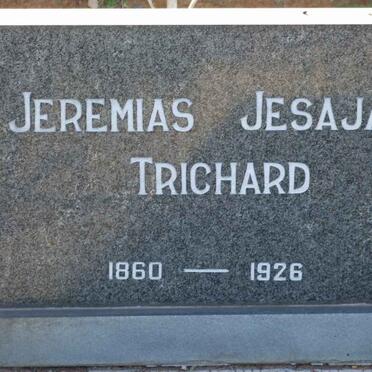 JEREMIAS JESAJA
TRICHARD
1860 — 1926